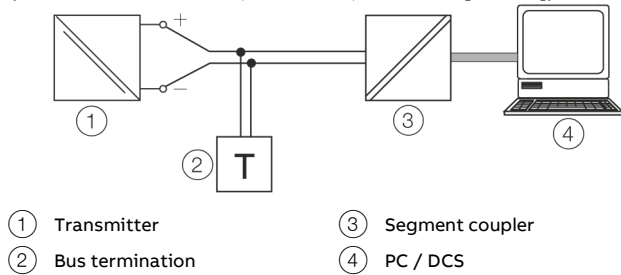 +
−
1
3
4
2 T
1 Transmitter
3 Segment coupler
2 Bus termination
4 PC / DCS